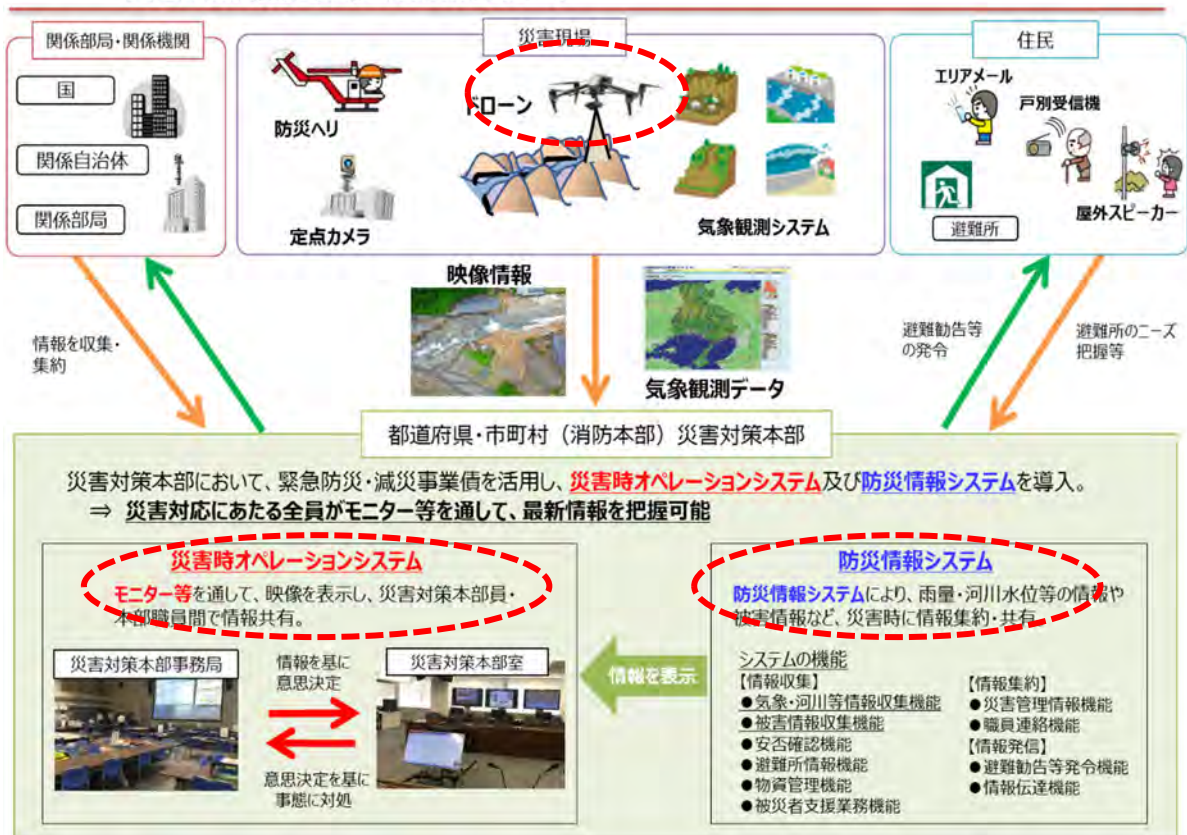 関係部局・関係機関
国
関係自治体
関係部局
災害現場
防災ヘリ
ドローン
定点カメラ
気象観測システム
住民
エリアメール
戸別受信機
避難所
屋外スピーカー
情報を収集・
集約
映像情報
気象観測データ
避難勧告等
の発令
避難所のニーズ
把握等
都道府県・市町村（消防本部）災害対策本部
災害対策本部において、緊急防災・減災事業債を活用し、災害時オペレーションシステム及び防災情報システムを導入。
⇒ 災害対応にあたる全員がモニター等を通して、最新情報を把握可能
災害時オペレーションシステム
モニター等を通して、映像を表示し、災害対策本部員・
本部職員間で情報共有。
災害対策本部事務局
情報を基に
意思決定
災害対策本部室
意思決定を基に
事態に対処
情報を表示
防災情報システム
防災情報システムにより、雨量・河川水位等の情報や
被害情報など、災害時に情報集約・共有
システムの機能
【情報収集】
●気象・河川等情報収集機能
●被害情報収集機能
●安否確認機能
●避難所情報機能
●物資管理機能
●被災者支援業務機能
【情報集約】
●災害管理情報機能
●職員連絡機能
【情報発信】
●避難勧告等発令機能
●情報伝達機能